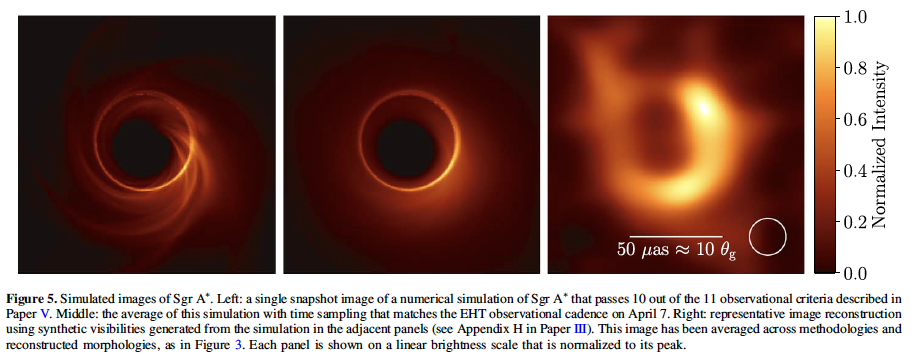 1.0
0.8
0.6
0.4
0.2
0.0
Normalized Intensity
50 μas ≈ 10 θg
Figure 5. Simulated images of Sgr A*. Left: a single snapshot image of a numerical simulation of Sgr A* that passes 10 out of the 11 observational criteria described in
Paper V. Middle: the average of this simulation with time sampling that matches the EHT observational cadence on April 7. Right: representative image reconstruction
using synthetic visibilities generated from the simulation in the adjacent panels (see Appendix H in Paper III). This image has been averaged across methodologies and
reconstructed morphologies, as in Figure 3. Each panel is shown on a linear brightness scale that is normalized to its peak.